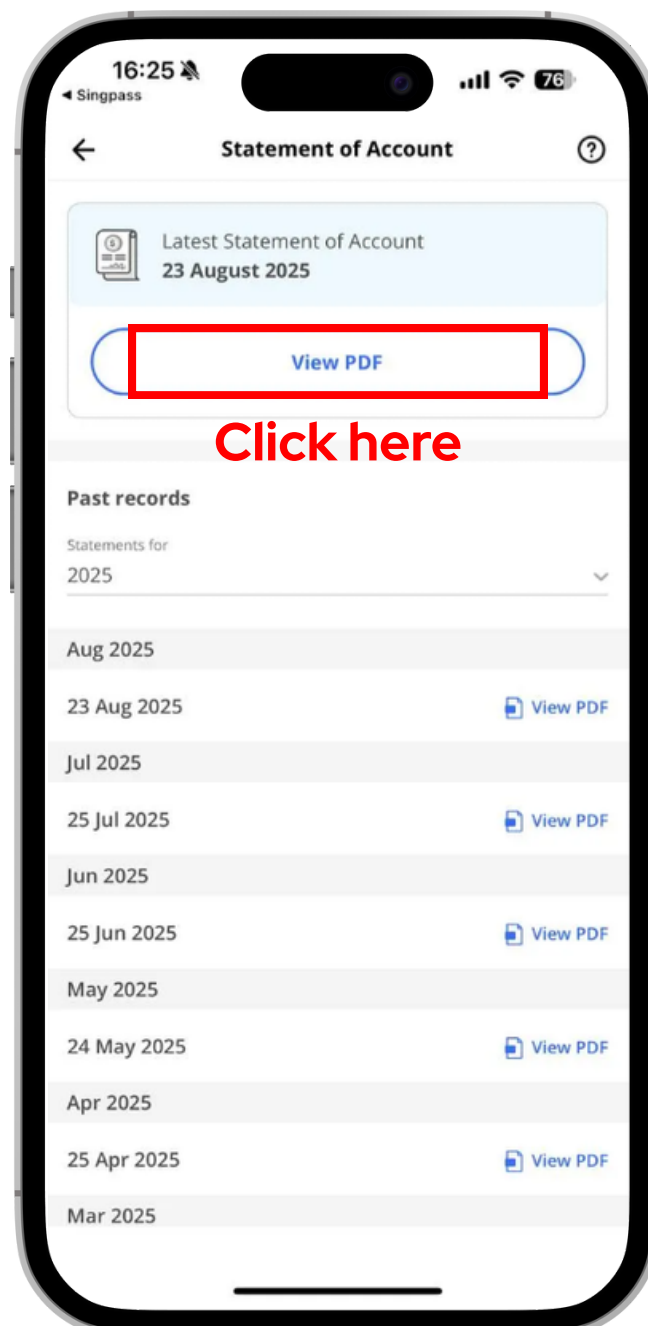 16:25
76
◀ Singpass
Statement of Account
Latest Statement of Account
23 August 2025
View PDF
Click here
Past records
Statements for
2025
Aug 2025
23 Aug 2025 View PDF
Jul 2025
25 Jul 2025 View PDF
Jun 2025
25 Jun 2025 View PDF
May 2025
24 May 2025 View PDF
Apr 2025
25 Apr 2025 View PDF
Mar 2025